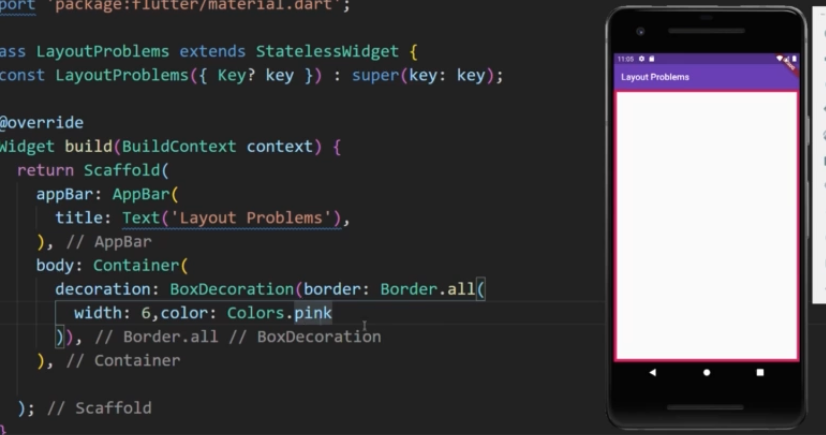 port 'package:flutter/material.dart';
ass LayoutProblems extends StatelessWidget {
const LayoutProblems({ Key? key }) : super(key: key);
@override
Widget build(BuildContext context) {
return Scaffold(
appBar: AppBar(
title: Text('Layout Problems'),
), // AppBar
body: Container(
decoration: BoxDecoration(border: Border.all(
width: 6,color: Colors.pink
)), // Border.all // BoxDecoration
), // Container
); // Scaffold
}
11:05
Layout Problems